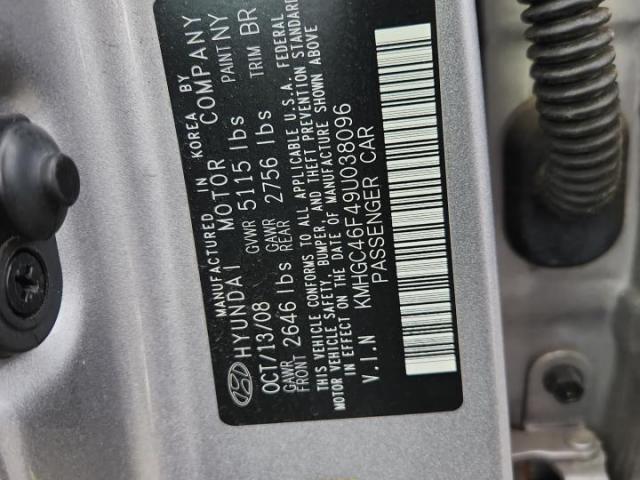 MANUFACTURED IN KOREA BY
HYUNDAI MOTOR COMPANY
OCT/13/08 GVWR 5115 lbs PAINT NY
GAWR FRONT 2646 lbs GAWR REAR 2756 lbs TRIM BR
THIS VEHICLE CONFORMS TO ALL APPLICABLE U.S.A. FEDERAL
MOTOR VEHICLE SAFETY, BUMPER, AND THEFT PREVENTION STANDARD
IN EFFECT ON THE DATE OF MANUFACTURE SHOWN ABOVE
V.I.N KMHGC46F49U038096
PASSENGER CAR